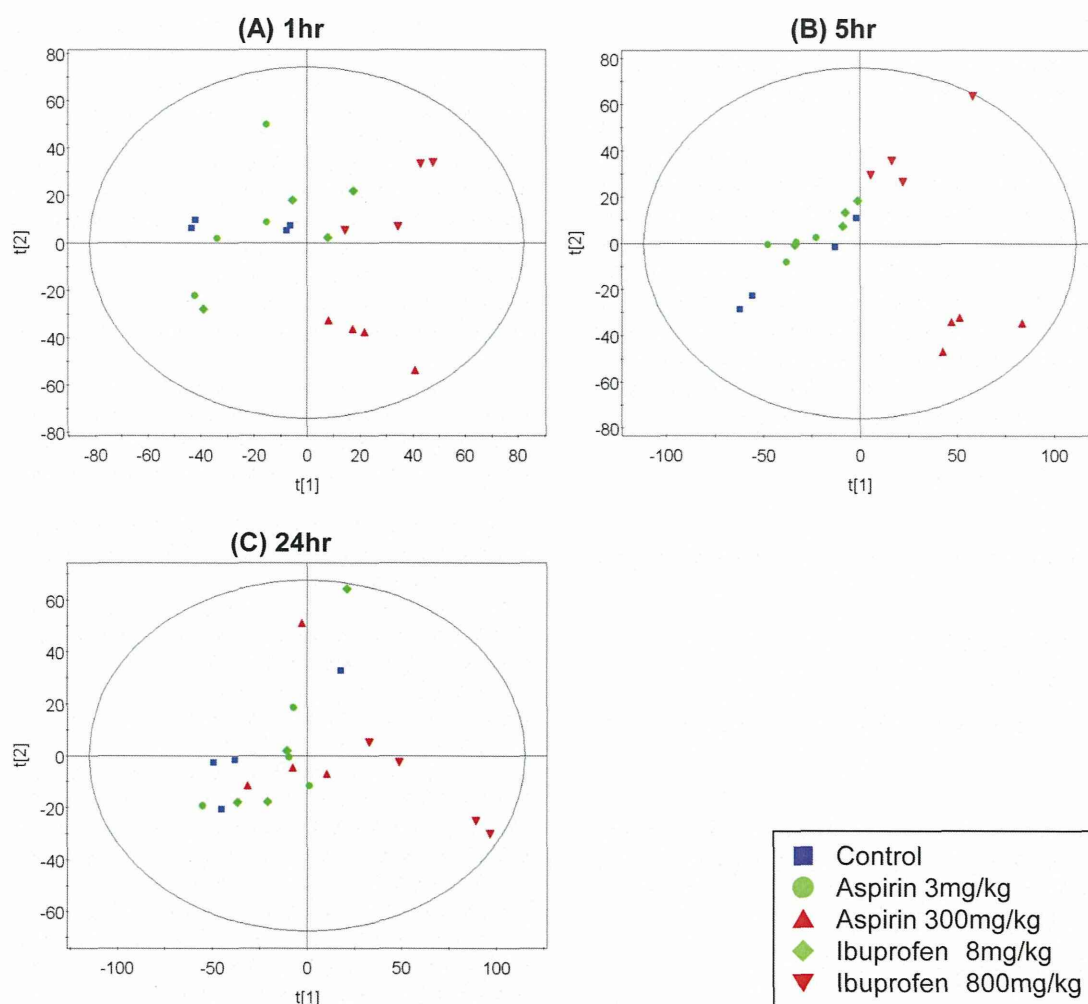 (A) 1hr
80
60
40
20
0
-20
-40
-60
-80
t[2]
-80 -60 -40 -20 0 20 40 60 80
t[1]
(B) 5hr
80
60
40
20
0
-20
-40
-60
-80
t[2]
-100 -50 0 50 100
t[1]
(C) 24hr
60
40
20
0
-20
-40
-60
t[2]
-100 -50 0 50 100
t[1]
Control
Aspirin 3mg/kg
Aspirin 300mg/kg
Ibuprofen 8mg/kg
Ibuprofen 800mg/kg